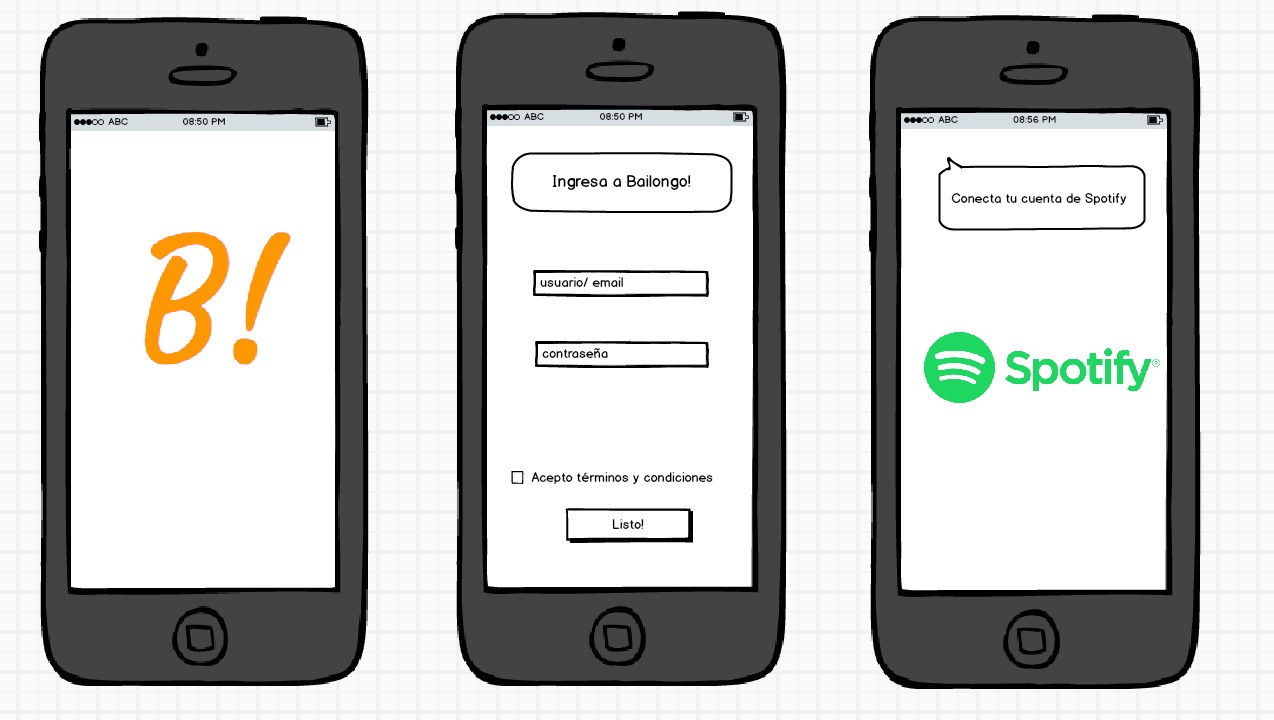 ABC 08:50 PM
B!
ABC 08:50 PM
Ingresa a Bailongo!
usuario/ email
contraseña
Acepto términos y condiciones
Listo!
ABC 08:56 PM
Conecta tu cuenta de Spotify
Spotify®